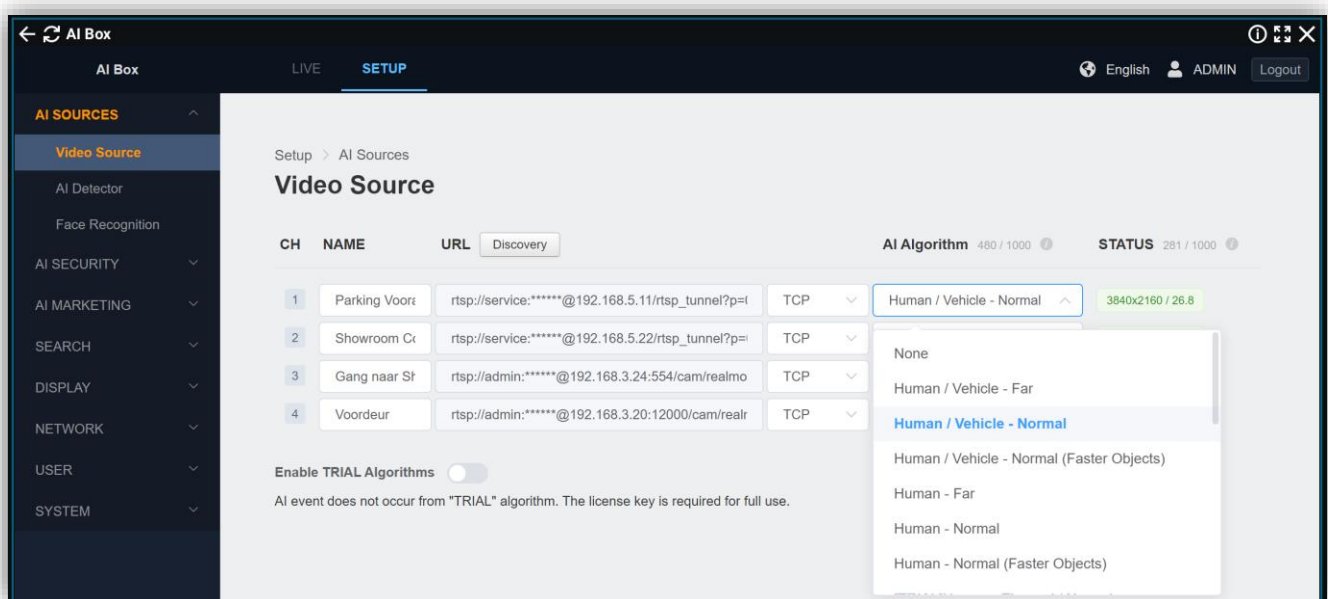 AI Box
AI Box LIVE SETUP English ADMIN Logout
AI SOURCES
Video Source
AI Detector
Face Recognition
AI SECURITY
AI MARKETING
SEARCH
DISPLAY
NETWORK
USER
SYSTEM
Setup > AI Sources
Video Source
CH NAME URL Discovery AI Algorithm 480 / 1000 STATUS 281 / 1000
1 Parking Voora rtsp://service:******@192.168.5.11/rtsp_tunnel?p= TCP Human / Vehicle - Normal 3840x2160 / 26.8
2 Showroom Co rtsp://service:******@192.168.5.22/rtsp_tunnel?p= TCP
3 Gang naar Sh rtsp://admin:******@192.168.3.24:554/cam/realmo TCP
4 Voordeur rtsp://admin:******@192.168.3.20:12000/cam/realr TCP
None
Human / Vehicle - Far
Human / Vehicle - Normal
Human / Vehicle - Normal (Faster Objects)
Human - Far
Human - Normal
Human - Normal (Faster Objects)
Enable TRIAL Algorithms
AI event does not occur from "TRIAL" algorithm. The license key is required for full use.